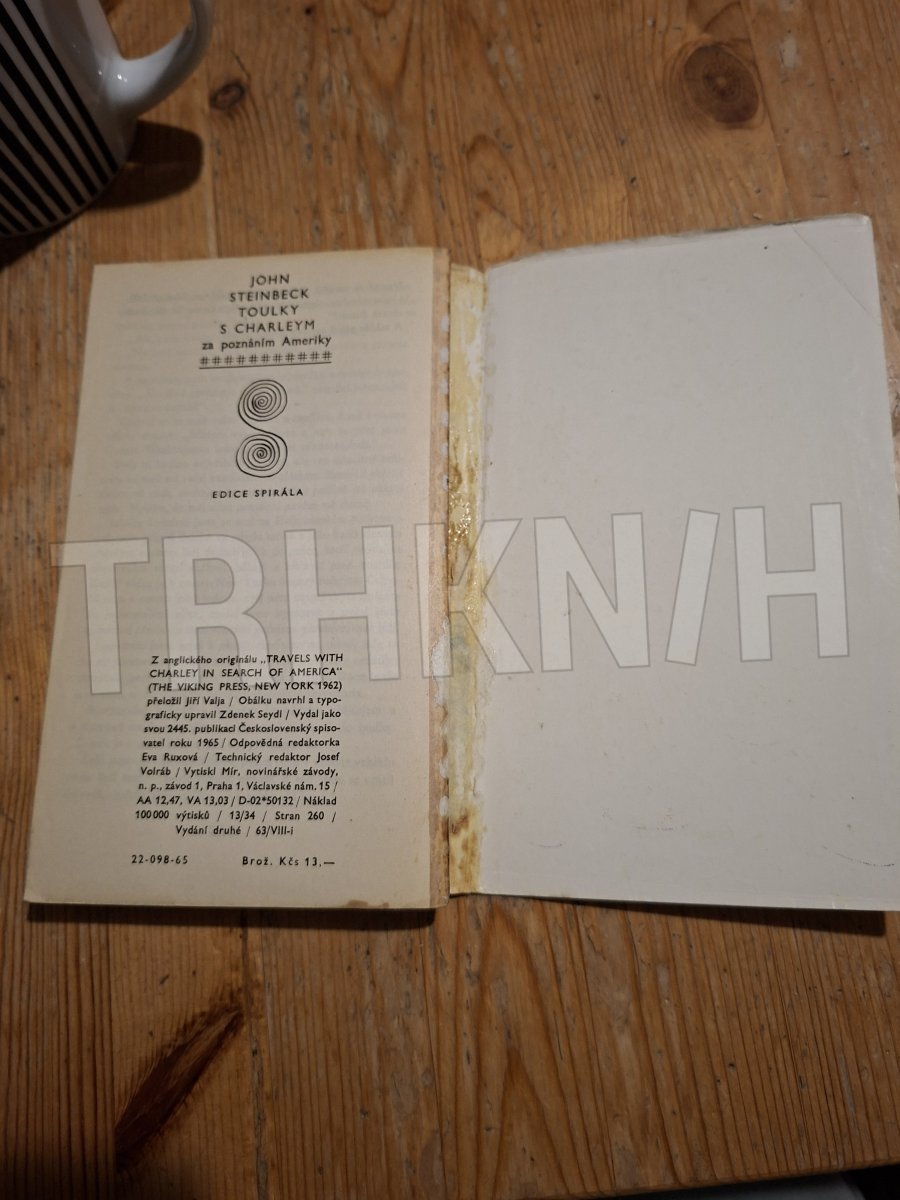 JOHN
STEINBECK
TOULKY
S CHARLEYM
za poznáním Ameriky
###########
EDICE SPIRÁLA
TRHKN/H
Z anglického originálu „TRAVELS WITH
CHARLEY IN SEARCH OF AMERICA“
(THE VIKING PRESS, NEW YORK 1962)
přeložil Jiří Valja / Obálku navrhl a typo-
graficky upravil Zdenek Seydl / Vydal jako
svou 2445. publikaci Československý spiso-
vatel roku 1965 / Odpovědná redaktorka
Eva Ruxová / Technický redaktor Josef
Volráb / Vytiskl Mír, novinářské závody,
n. p., závod 1, Praha 1, Václavské nám. 15 /
AA 12,47, VA 13,03 / D-02*50132 / Náklad
100 000 výtisků / 13/34 / Stran 260 /
Vydání druhé / 63/VIII-i
22-098-65 Brož. Kčs 13,—